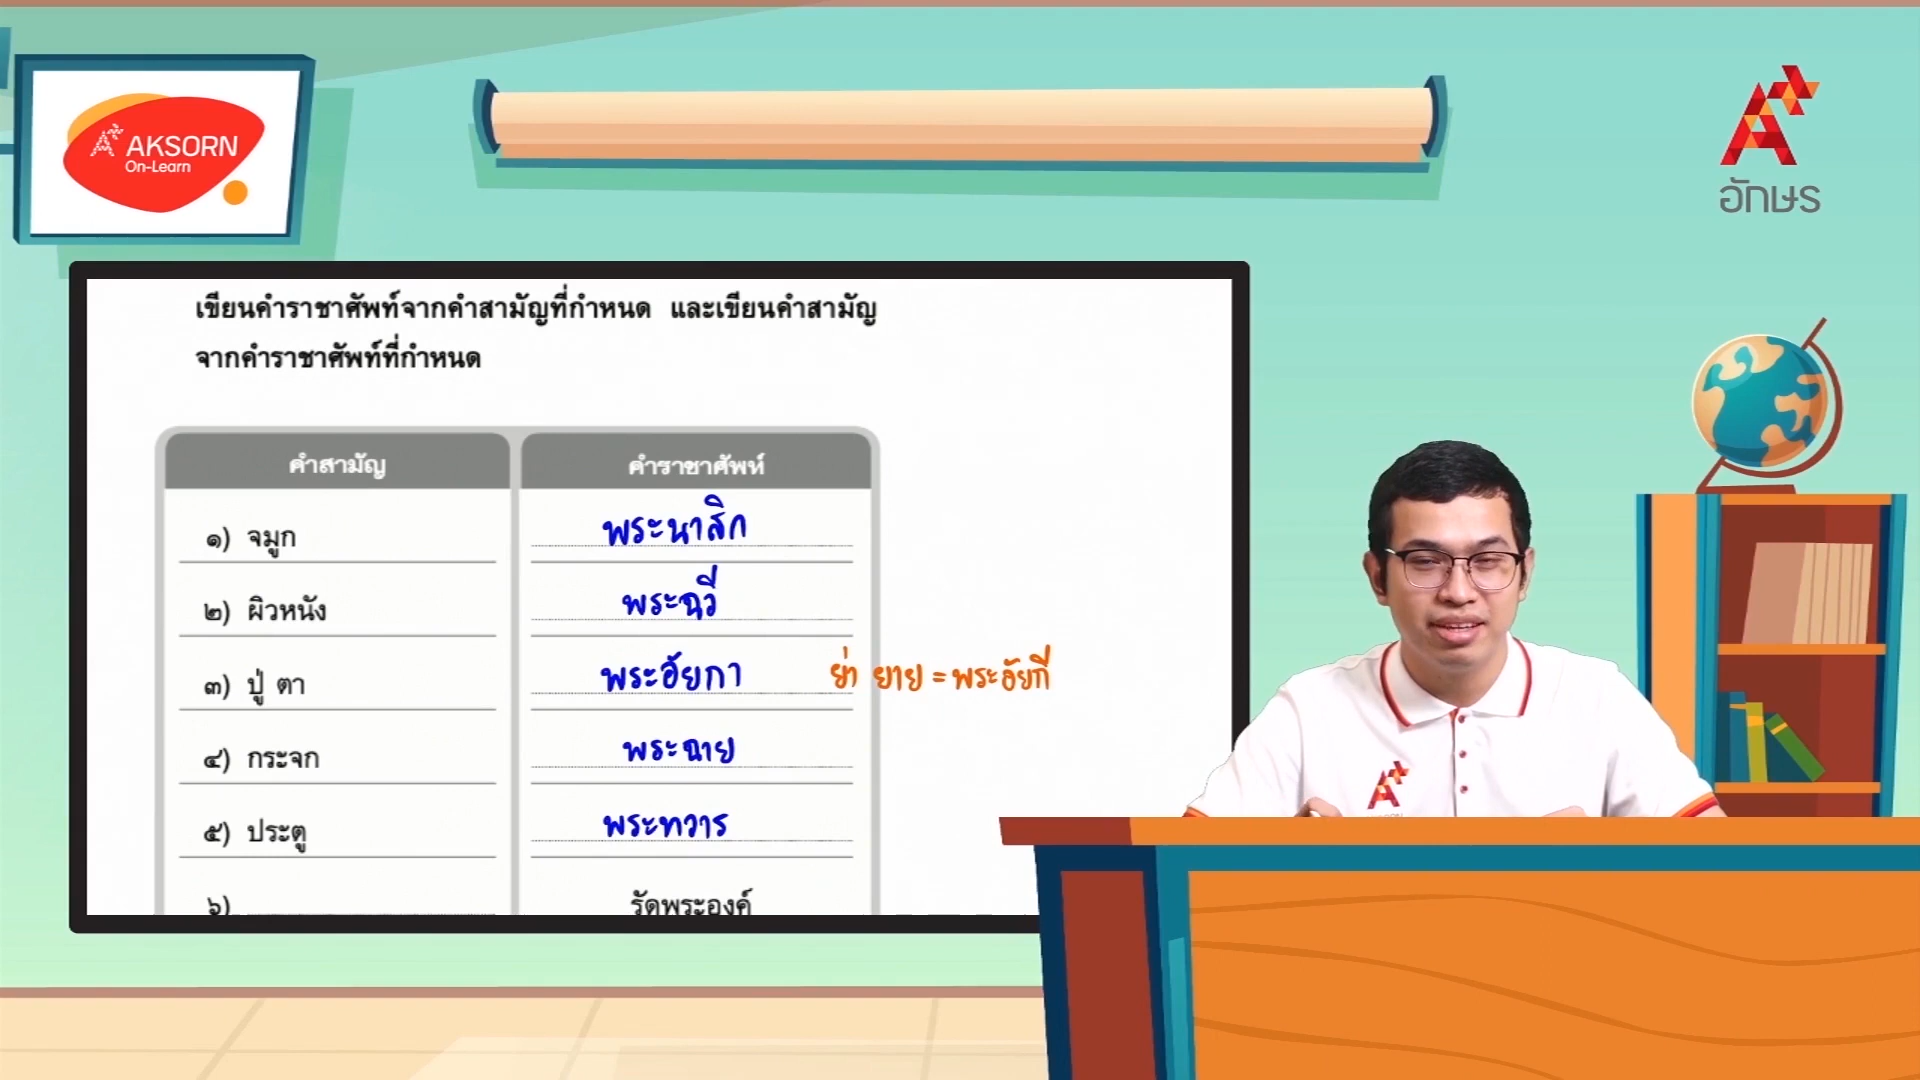 AKSORN
On-Learn
อักษร
เขียนคำราชาศัพท์จากคำสามัญที่กำหนด และเขียนคำสามัญ
จากคำราชาศัพท์ที่กำหนด
คำสามัญ คำราชาศัพท์
๑) จมูก พระนาสิก
๒) ผิวหนัง พระฉวี
๓) ปู่ ตา พระอัยกา ย่า ยาย = พระอัยกี
๔) กระจก พระฉาย
๕) ประตู พระทวาร
๖) รัดพระองค์